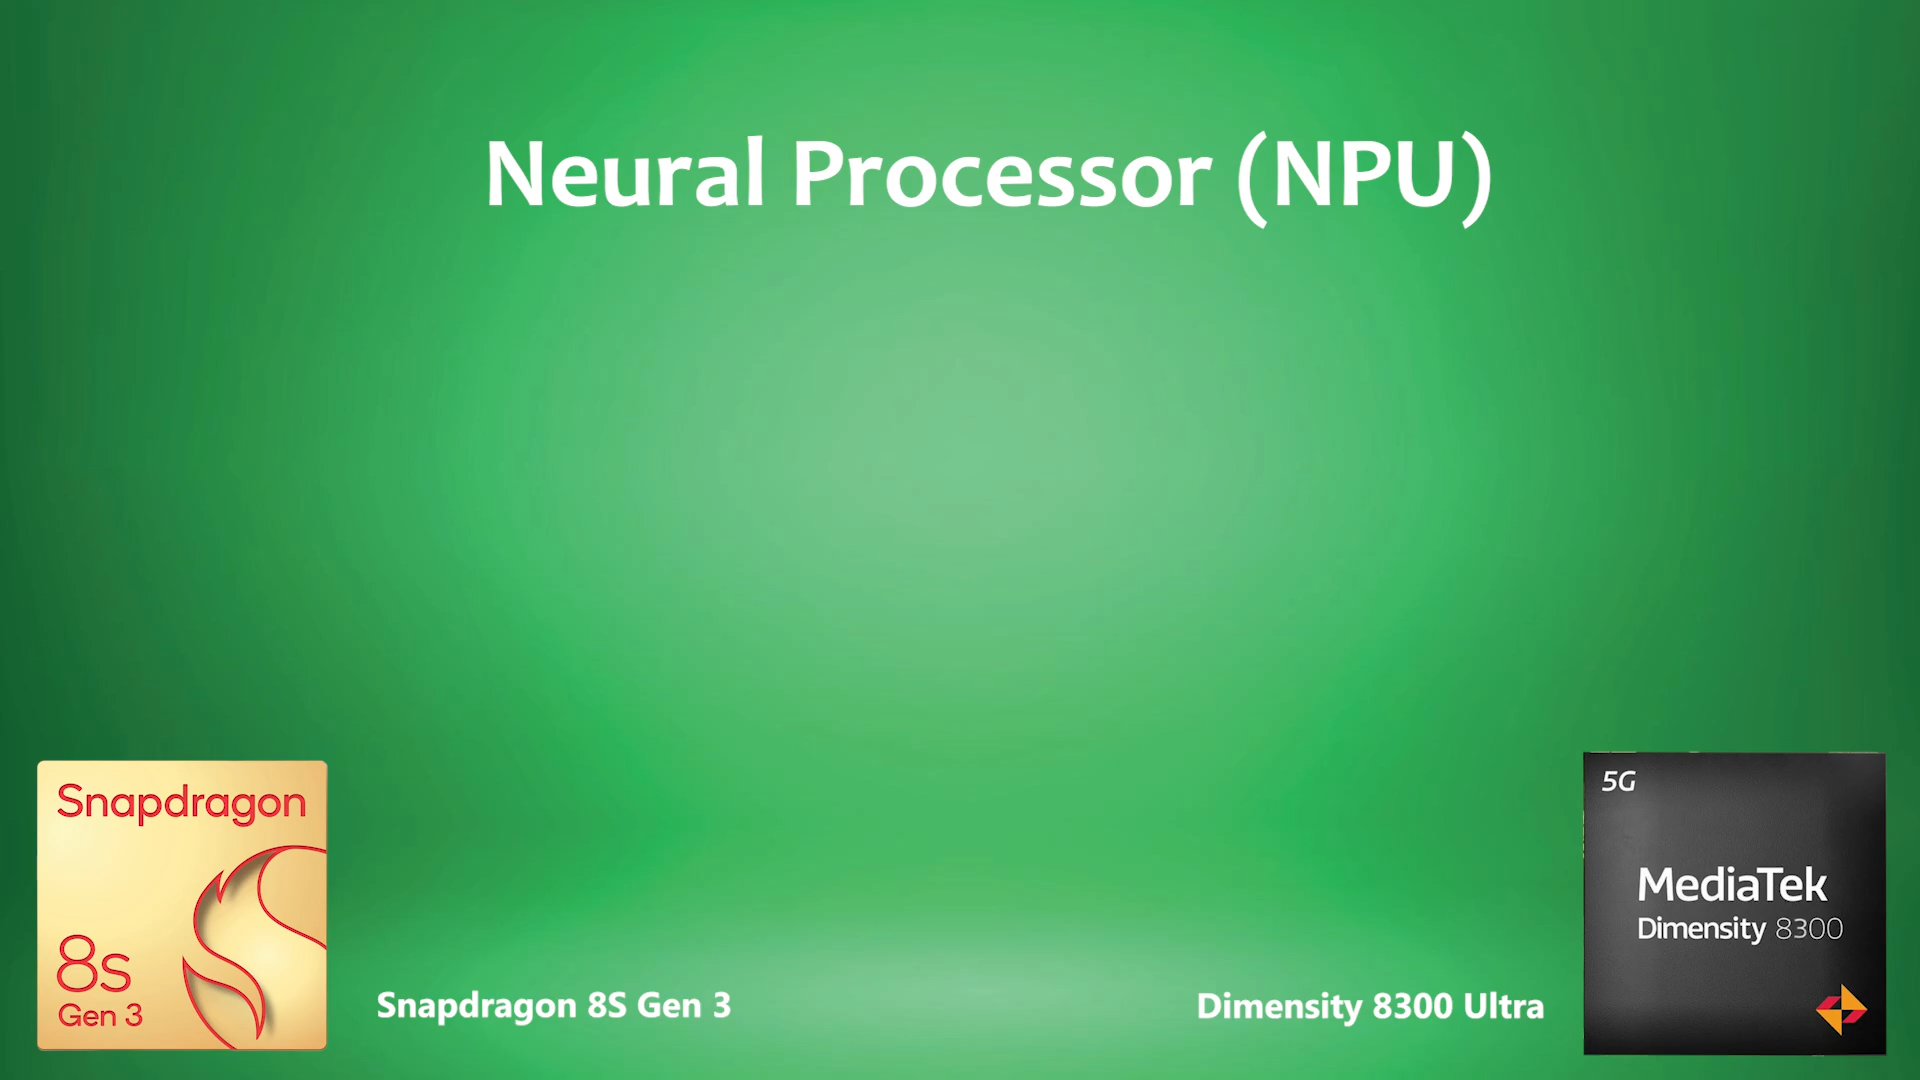 Neural Processor (NPU)
Snapdragon
8s
Gen 3
Snapdragon 8S Gen 3
Dimensity 8300 Ultra
5G
MediaTek
Dimensity 8300